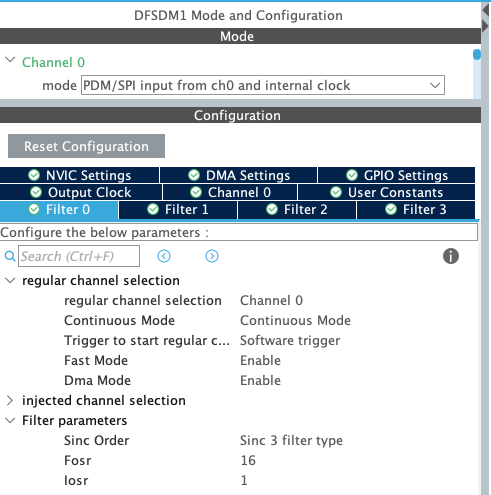 DFSDM1 Mode and Configuration
Mode
Channel 0
mode PDM/SPI input from ch0 and internal clock
Configuration
Reset Configuration
NVIC Settings DMA Settings GPIO Settings
Output Clock Channel 0 User Constants
Filter 0 Filter 1 Filter 2 Filter 3
Configure the below parameters :
Search (Ctrl+F)
regular channel selection
regular channel selection Channel 0
Continuous Mode Continuous Mode
Trigger to start regular c... Software trigger
Fast Mode Enable
Dma Mode Enable
injected channel selection
Filter parameters
Sinc Order Sinc 3 filter type
Fosr 16
Iosr 1